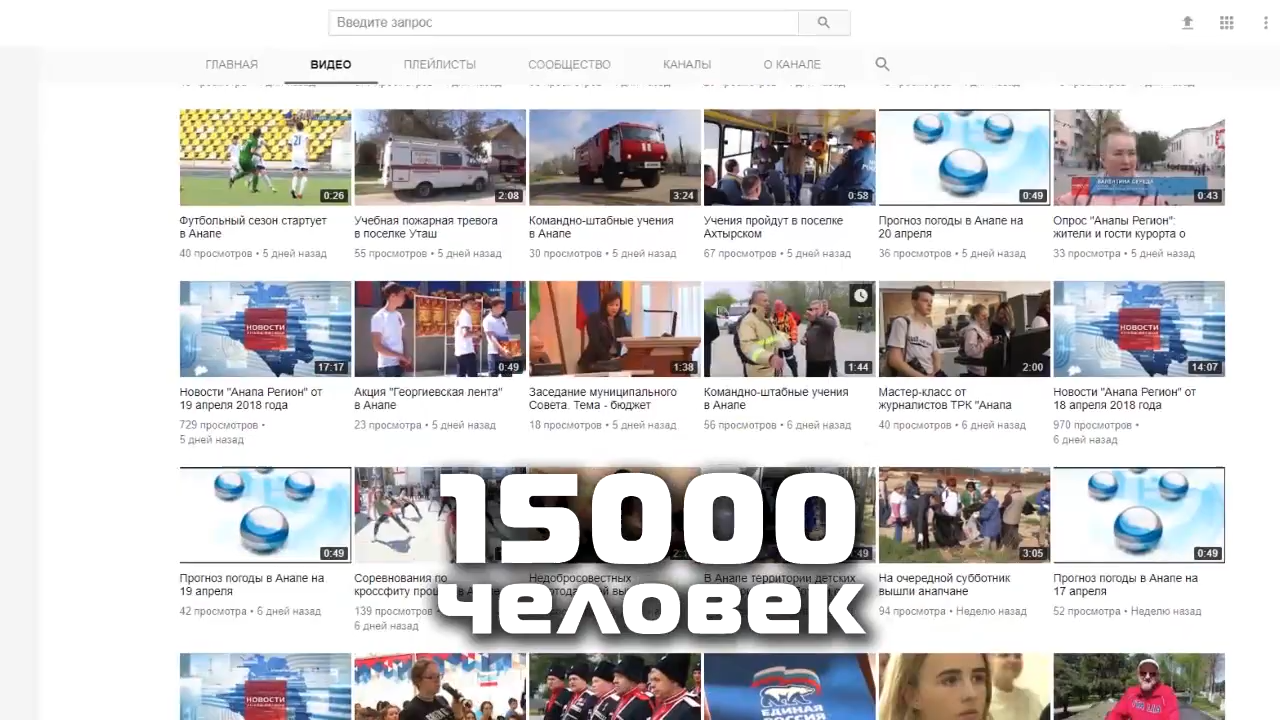 Введите запрос
ГЛАВНАЯ
ВИДЕО
ПЛЕЙЛИСТЫ
СООБЩЕСТВО
КАНАЛЫ
О КАНАЛЕ
0:26
2:08
3:24
0:58
0:49
ВАЛЕНТИНА СЕРЕДА
0:43
Футбольный сезон стартует
в Анапе
40 просмотров • 5 дней назад
Учебная пожарная тревога
в поселке Уташ
55 просмотров • 5 дней назад
Командно-штабные учения
в Анапе
30 просмотров • 5 дней назад
Учения пройдут в поселке
Ахтырском
67 просмотров • 5 дней назад
Прогноз погоды в Анапе на
20 апреля
36 просмотров • 5 дней назад
Опрос "Анапы Регион":
жители и гости курорта о
33 просмотра • 5 дней назад
НОВОСТИ
17:17
0:49
1:38
1:44
2:00
НОВОСТИ
14:07
Новости "Анапа Регион" от
19 апреля 2018 года
729 просмотров •
5 дней назад
Акция "Георгиевская лента"
в Анапе
23 просмотра • 5 дней назад
Заседание муниципального
Совета. Тема - бюджет
18 просмотров • 5 дней назад
Командно-штабные учения
в Анапе
56 просмотров • 6 дней назад
Мастер-класс от
журналистов ТРК "Анапа
40 просмотров • 6 дней назад
Новости "Анапа Регион" от
18 апреля 2018 года
970 просмотров •
6 дней назад
0:49
3:05
0:49
15000
человек
Прогноз погоды в Анапе на
19 апреля
42 просмотра • 6 дней назад
Соревнования по
кроссфиту
139 просмотров
6 дней назад
Недобросовестных
В Анапе территории детских
На очередной субботник
вышли анапчане
94 просмотра • Неделю назад
Прогноз погоды в Анапе на
17 апреля
52 просмотра • Неделю назад
НОВОСТИ
ЕДИНАЯ
РОССИЯ